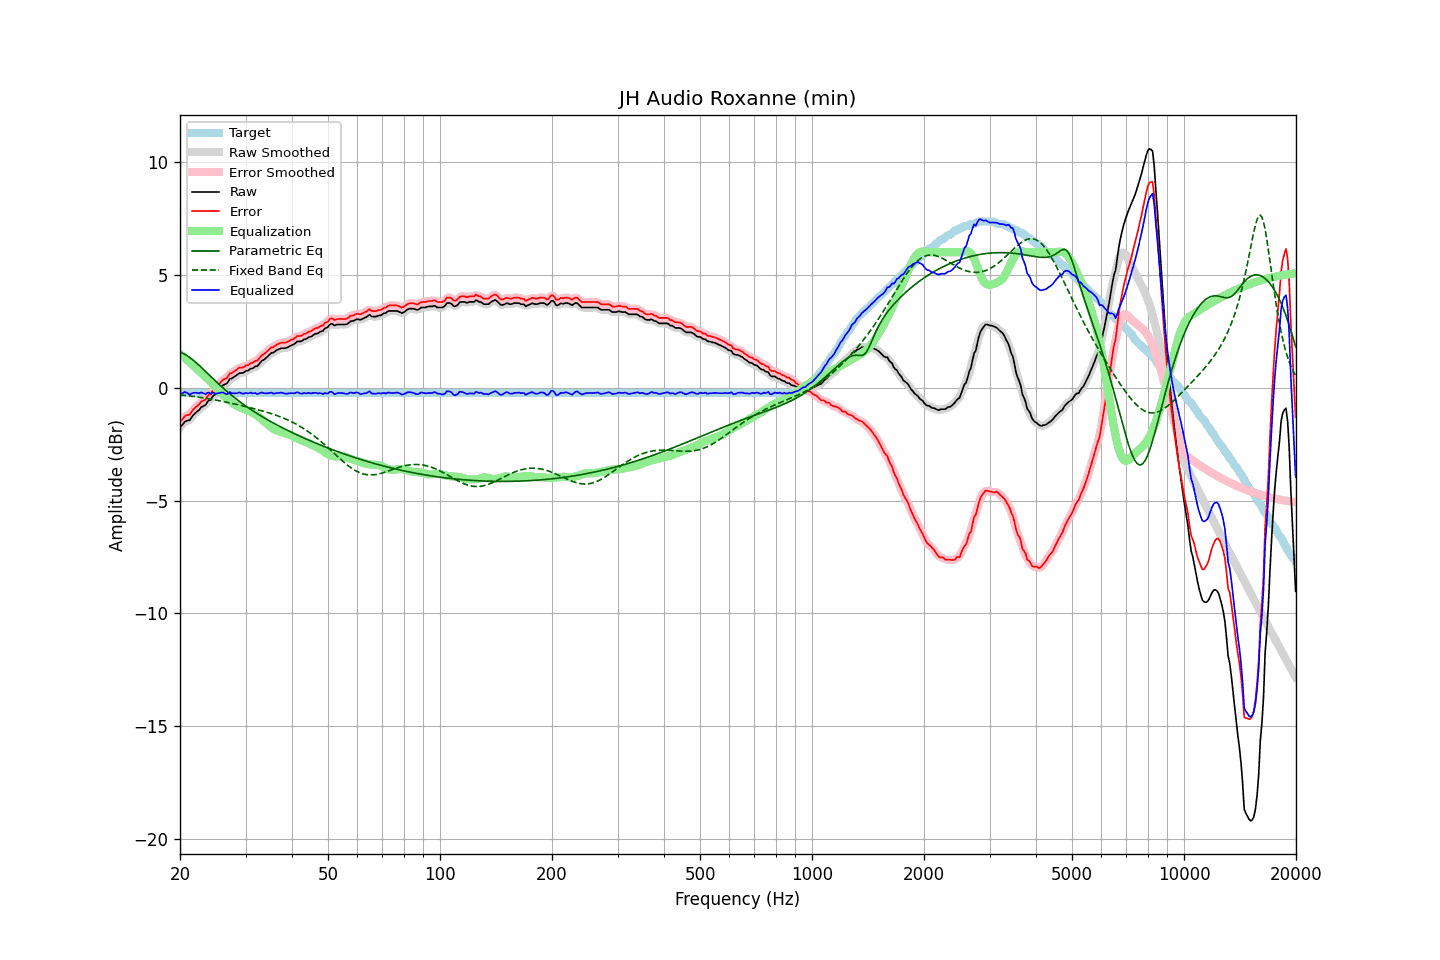 JH Audio Roxanne (min)
Target
Raw Smoothed
Error Smoothed
Raw
Error
Equalization
Parametric Eq
Fixed Band Eq
Equalized
Amplitude (dBr)
10
5
0
−5
−10
−15
−20
20 50 100 200 500 1000 2000 5000 10000 20000
Frequency (Hz)